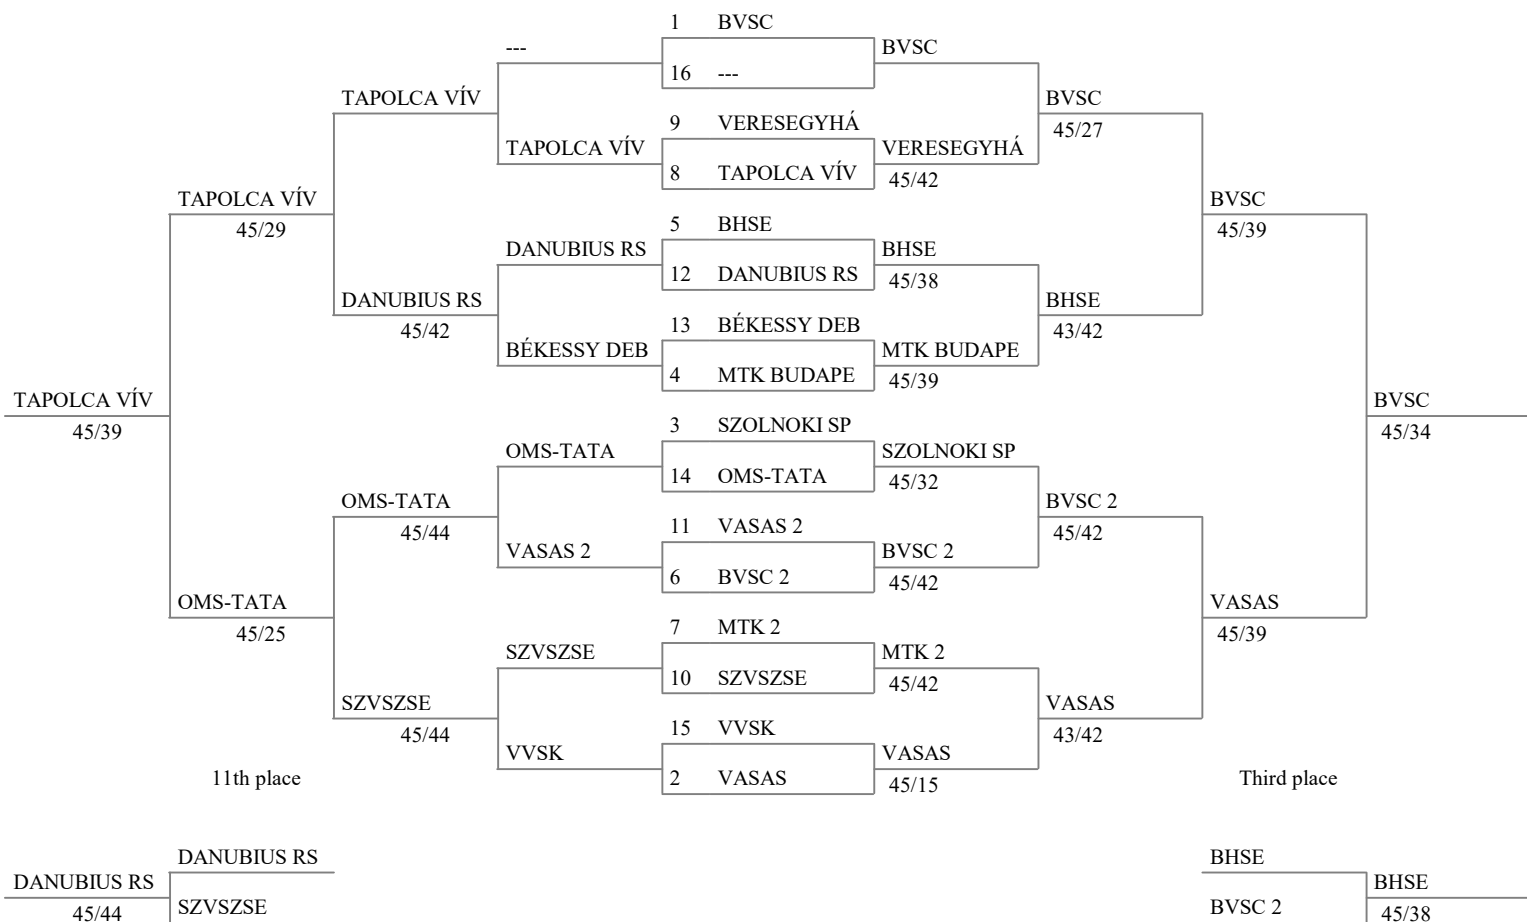 1 BVSC
--- BVSC
16 ---
TAPOLCA VÍV BVSC
9 VERESEGYHÁ 45/27
TAPOLCA VÍV VERESEGYHÁ
8 TAPOLCA VÍV 45/42
TAPOLCA VÍV BVSC
45/29 5 BHSE 45/39
DANUBIUS RS BHSE
12 DANUBIUS RS 45/38
DANUBIUS RS BHSE
45/42 13 BÉKESSY DEB 43/42
BÉKESSY DEB MTK BUDAPE
4 MTK BUDAPE 45/39
TAPOLCA VÍV BVSC
45/39 3 SZOLNOKI SP 45/34
OMS-TATA SZOLNOKI SP
14 OMS-TATA 45/32
OMS-TATA BVSC 2
45/44 11 VASAS 2 45/42
VASAS 2 BVSC 2
6 BVSC 2 45/42
OMS-TATA VASAS
45/25 7 MTK 2 45/39
SZVSZSE MTK 2
10 SZVSZSE 45/42
SZVSZSE VASAS
45/44 15 VVSK 43/42
VVSK VASAS
11th place 2 VASAS 45/15 Third place
DANUBIUS RS BHSE
DANUBIUS RS BHSE
45/44 SZVSZSE BVSC 2 45/38